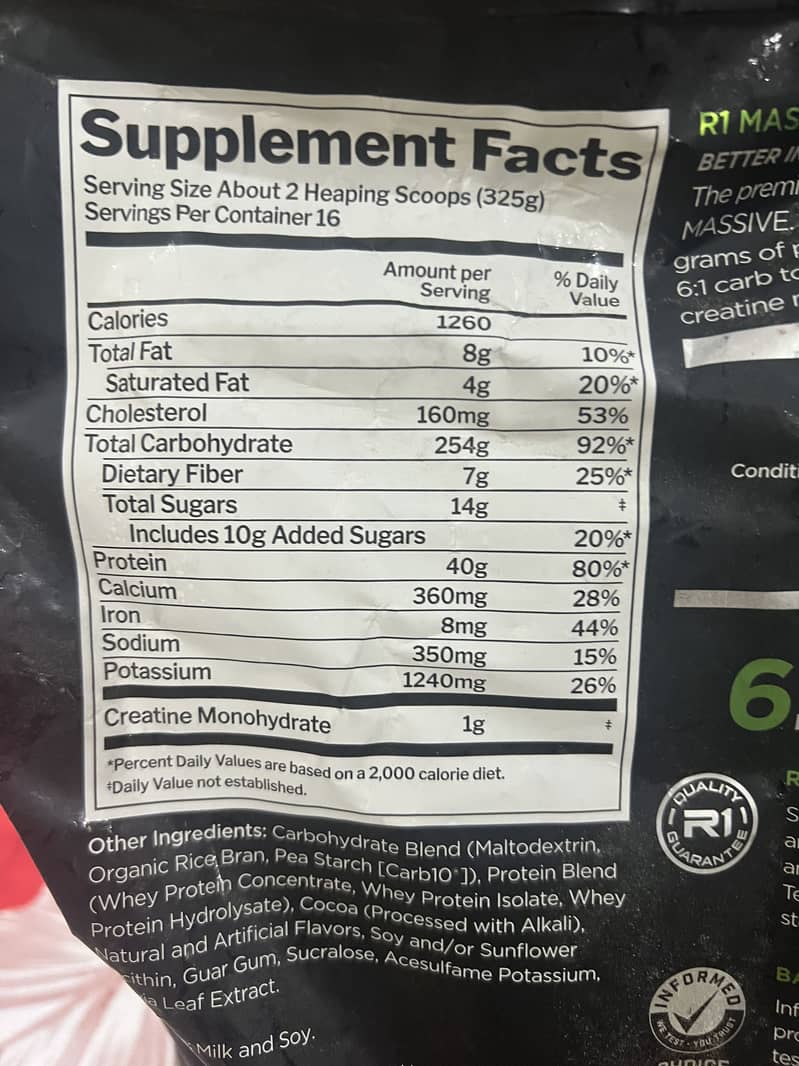 Supplement Facts
Serving Size About 2 Heaping Scoops (325g)
Servings Per Container 16
Amount per Serving % Daily Value
Calories 1260
Total Fat 8g 10%*
Saturated Fat 4g 20%*
Cholesterol 160mg 53%
Total Carbohydrate 254g 92%*
Dietary Fiber 7g 25%*
Total Sugars 14g ‡
Includes 10g Added Sugars 20%*
Protein 40g 80%*
Calcium 360mg 28%
Iron 8mg 44%
Sodium 350mg 15%
Potassium 1240mg 26%
Creatine Monohydrate 1g ‡
*Percent Daily Values are based on a 2,000 calorie diet.
‡Daily Value not established.
Other Ingredients: Carbohydrate Blend (Maltodextrin,
Organic Rice Bran, Pea Starch [Carb10®]), Protein Blend
(Whey Protein Concentrate, Whey Protein Isolate, Whey
Protein Hydrolysate), Cocoa (Processed with Alkali),
Natural and Artificial Flavors, Soy and/or Sunflower
Guar Gum, Sucralose, Acesulfame Potassium,
Leaf Extract.
Milk and Soy.
R1
BETTER
The
MASSIVE.
grams of
6:1 carb
creatine
6
QUALITY
R1
GUARANTEE
INFORMED
WE TEST • YOU TRUST